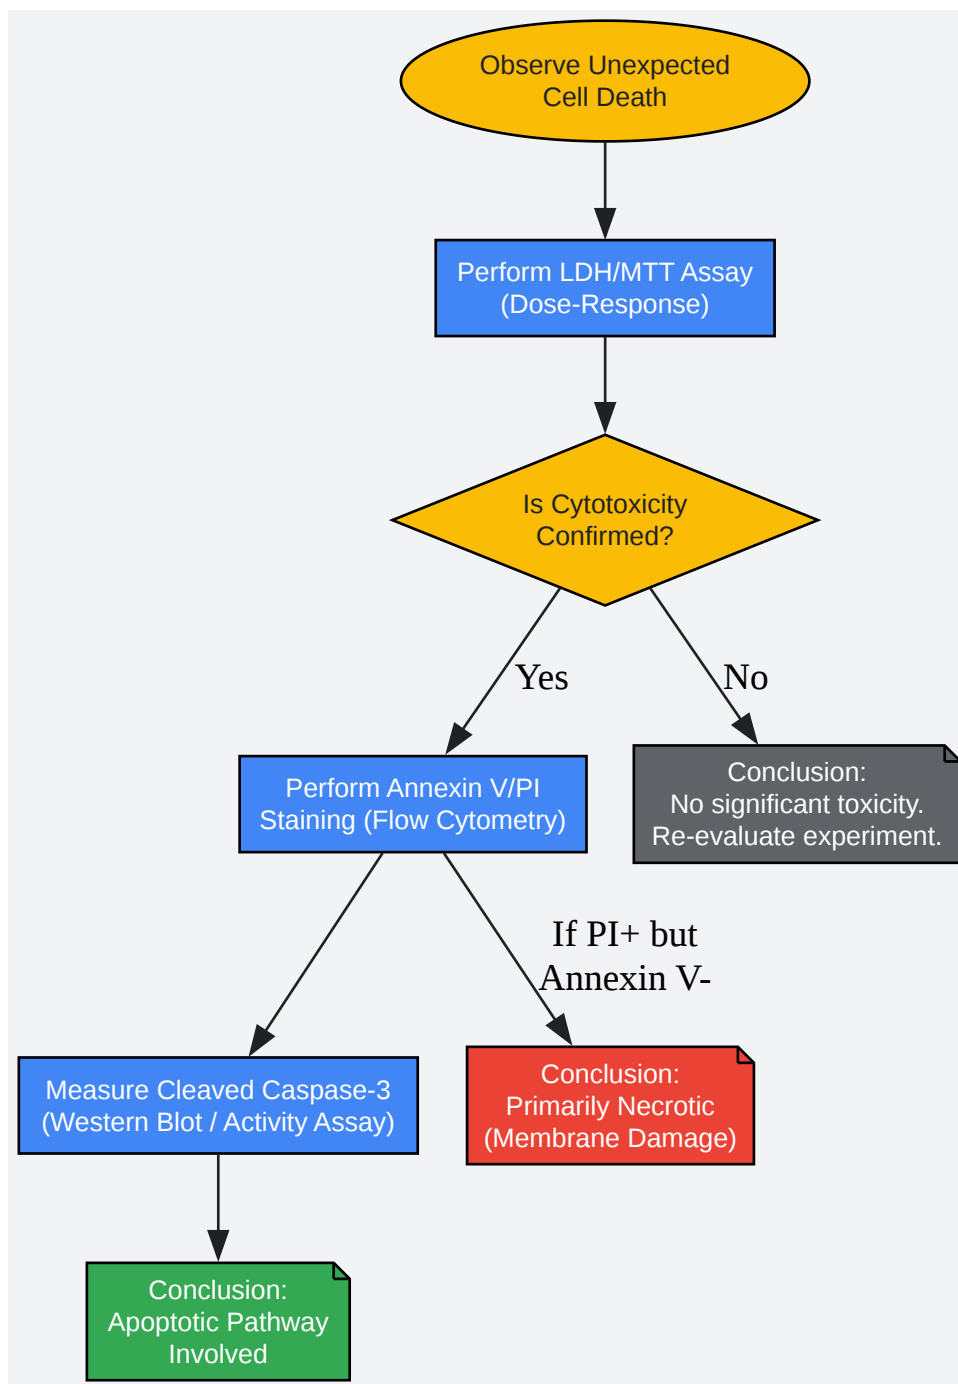 Observe Unexpected
Cell Death
Perform LDH/MTT Assay
(Dose-Response)
Is Cytotoxicity
Confirmed?
Yes
No
Perform Annexin V/PI
Staining (Flow Cytometry)
Conclusion:
No significant toxicity.
Re-evaluate experiment.
If PI+ but
Annexin V-
Measure Cleaved Caspase-3
(Western Blot / Activity Assay)
Conclusion:
Primarily Necrotic
(Membrane Damage)
Conclusion:
Apoptotic Pathway
Involved